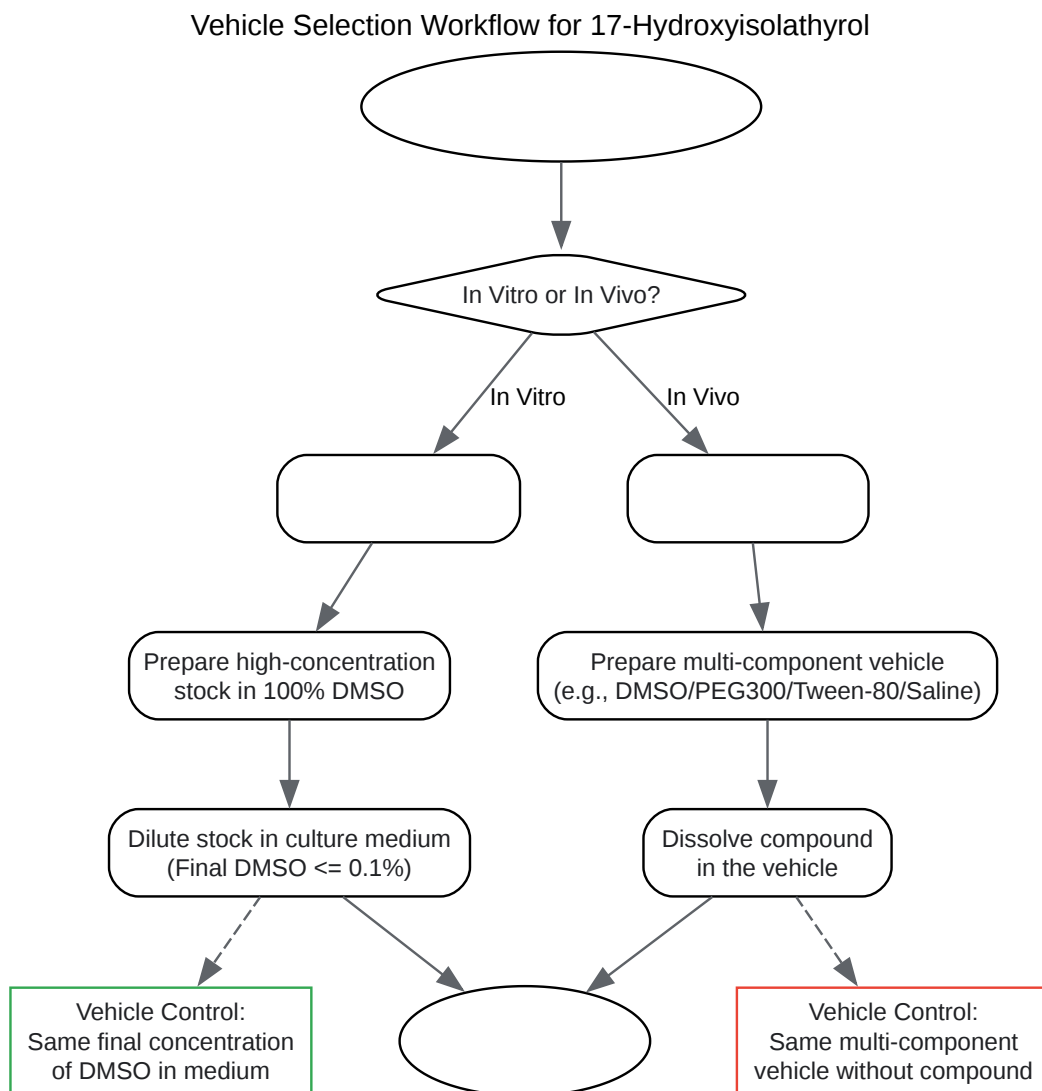 Vehicle Selection Workflow for 17-Hydroxyisolathyrol
In Vitro or In Vivo?
In Vitro
In Vivo
Prepare high-concentration
stock in 100% DMSO
Prepare multi-component vehicle
(e.g., DMSO/PEG300/Tween-80/Saline)
Dilute stock in culture medium
(Final DMSO <= 0.1%)
Dissolve compound
in the vehicle
Vehicle Control:
Same final concentration
of DMSO in medium
Vehicle Control:
Same multi-component
vehicle without compound